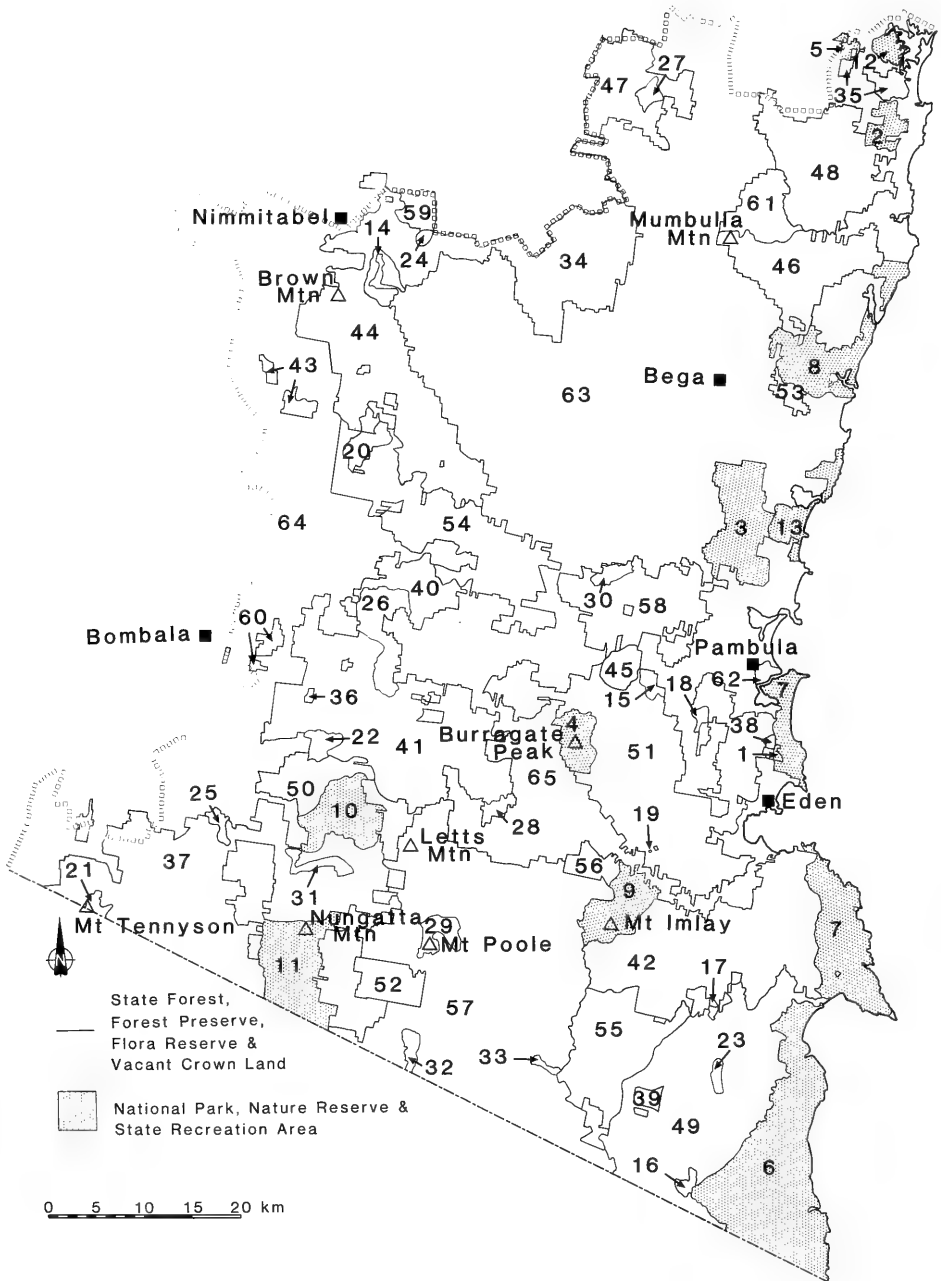 5
12
27
47
35
2
48
59
Nimmitabel
61
14
Mumbulla
Mtn
24
34
46
Brown
Mtn
44
8
43
63
Bega
53
20
3
13
64
54
40
30
26
58
60
Bombala
Pambula
45
62
7
18
36
15
4
38
22
41
Burragate
Peak
51
1
65
50
25
10
Eden
28
19
Letts
Mtn
37
56
21
31
9
Mt Tennyson
Nungatta
Mtn
29
Mt Poole
Mt Imlay
7
N
11
42
17
52
State Forest,
Forest Preserve,
Flora Reserve &
Vacant Crown Land
57
55
23
32
33
39
National Park, Nature Reserve &
State Recreation Area
49
16
6
0 5 10 15 20 km